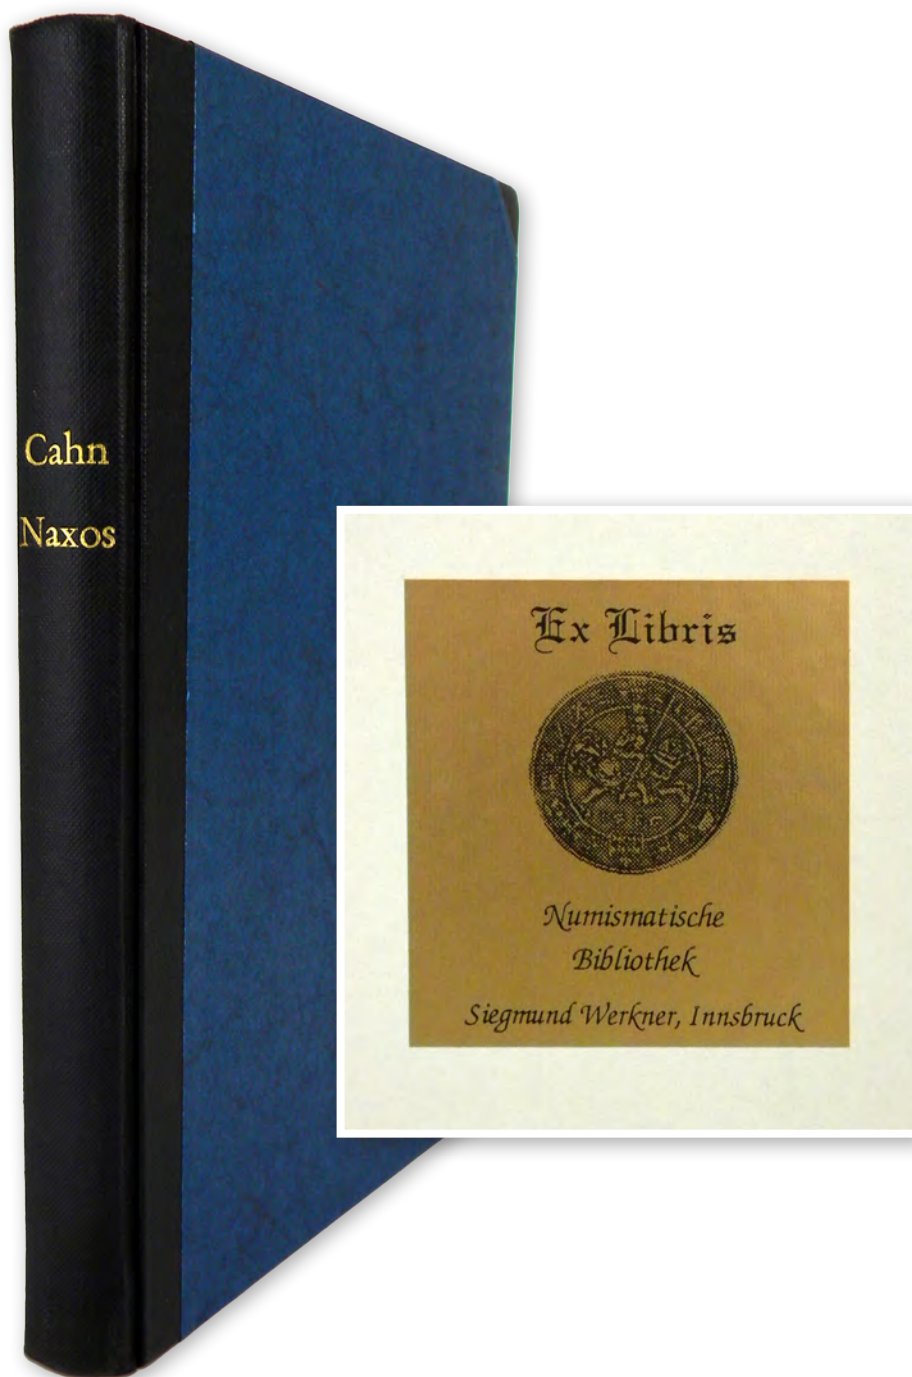 Cahn
Naxos
Ex Libris
Numismatische
Bibliothek
Siegmund Werkner, Innsbruck